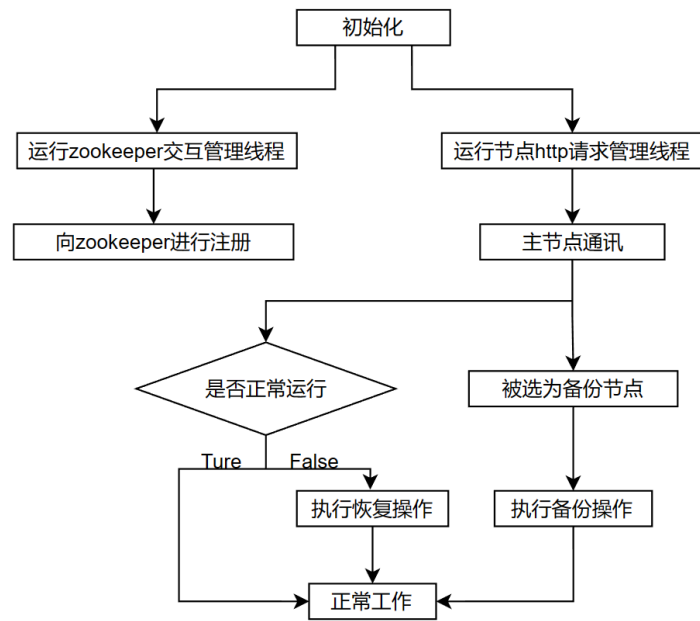 初始化
运行zookeeper交互管理线程
运行节点http请求管理线程
向zookeeper进行注册
主节点通讯
是否正常运行
被选为备份节点
Ture
False
执行恢复操作
执行备份操作
正常工作